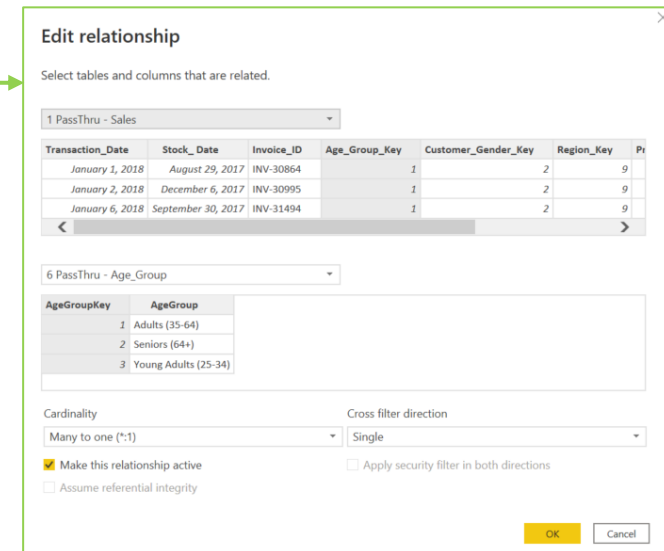 Edit relationship
Select tables and columns that are related.
1 PassThru - Sales
Transaction_Date Stock_ Date Invoice_ID Age_Group_Key Customer_Gender_Key Region_Key Pr
January 1, 2018 August 29, 2017 INV-30864 1 2 9
January 2, 2018 December 6, 2017 INV-30995 1 2 9
January 6, 2018 September 30, 2017 INV-31494 1 2 9
6 PassThru - Age_Group
AgeGroupKey AgeGroup
1 Adults (35-64)
2 Seniors (64+)
3 Young Adults (25-34)
Cardinality Cross filter direction
Many to one (*:1) Single
Make this relationship active Apply security filter in both directions
Assume referential integrity
OK Cancel